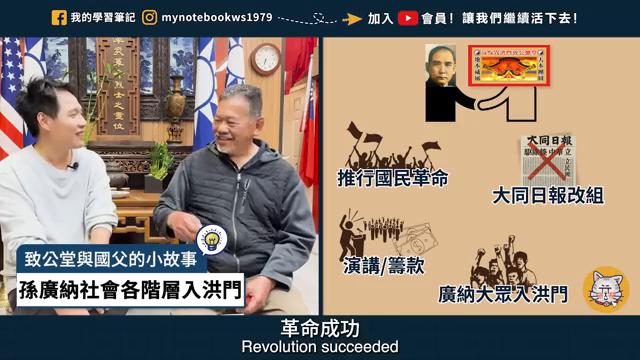 我的學習筆記 mynotebookws1979 加入 會員！ 讓我們繼續活下去！
大同日報
推行國民革命
大同日報改組
演講/籌款
廣納大眾入洪門
致公堂與國父的小故事
孫廣納社會各階層入洪門
革命成功
Revolution succeeded